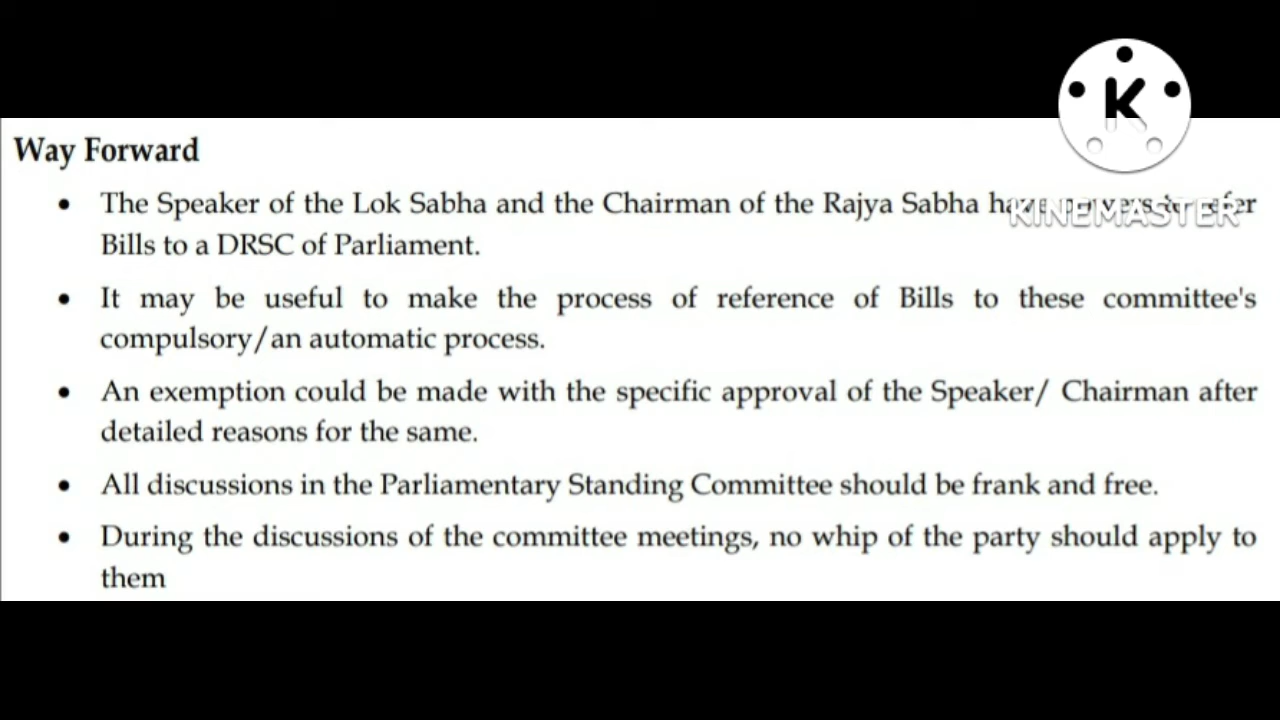 Way Forward
• The Speaker of the Lok Sabha and the Chairman of the Rajya Sabha have powers to refer
Bills to a DRSC of Parliament.
• It may be useful to make the process of reference of Bills to these committee's
compulsory/an automatic process.
• An exemption could be made with the specific approval of the Speaker/ Chairman after
detailed reasons for the same.
• All discussions in the Parliamentary Standing Committee should be frank and free.
• During the discussions of the committee meetings, no whip of the party should apply to
them
K
KINEMASTER